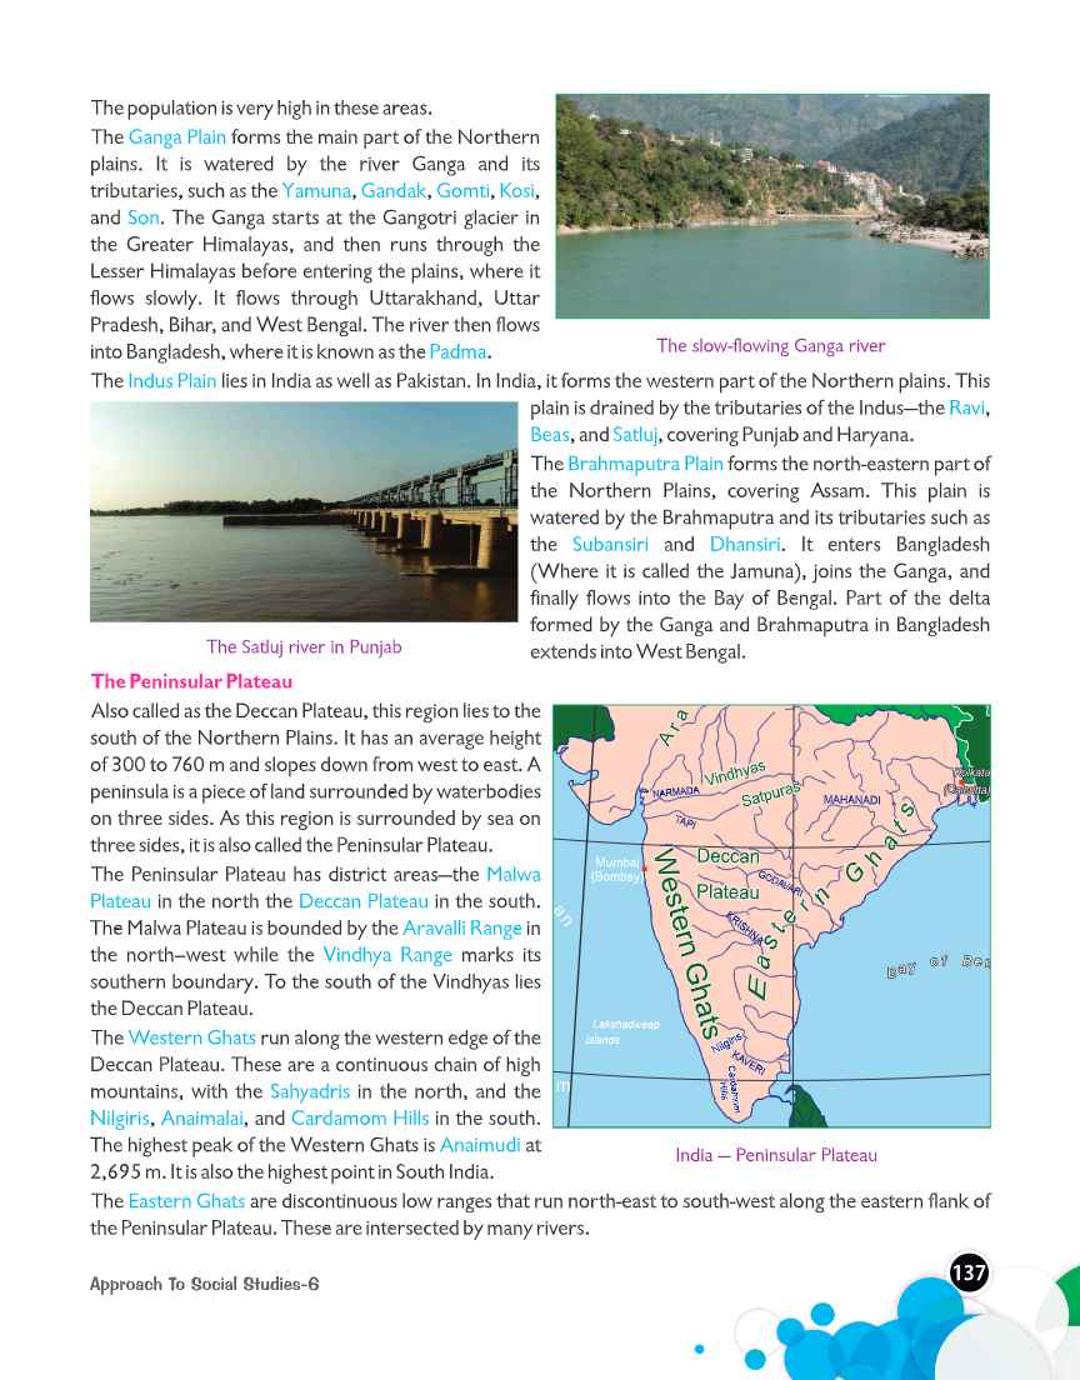 The population is very high in these areas.
The Ganga Plain forms the main part of the Northern
plains. It is watered by the river Ganga and its
tributaries, such as the Yamuna, Gandak, Gomti, Kosi,
and Son. The Ganga starts at the Gangotri glacier in
the Greater Himalayas, and then runs through the
Lesser Himalayas before entering the plains, where it
flows slowly. It flows through Uttarakhand, Uttar
Pradesh, Bihar, and West Bengal. The river then flows
into Bangladesh, where it is known as the Padma.
The slow-flowing Ganga river
The Indus Plain lies in India as well as Pakistan. In India, it forms the western part of the Northern plains. This
plain is drained by the tributaries of the Indus—the Ravi,
Beas, and Satluj, covering Punjab and Haryana.
The Brahmaputra Plain forms the north-eastern part of
the Northern Plains, covering Assam. This plain is
watered by the Brahmaputra and its tributaries such as
the Subansiri and Dhansiri. It enters Bangladesh
(Where it is called the Jamuna), joins the Ganga, and
finally flows into the Bay of Bengal. Part of the delta
formed by the Ganga and Brahmaputra in Bangladesh
extends into West Bengal.
The Satluj river in Punjab
The Peninsular Plateau
Also called as the Deccan Plateau, this region lies to the
south of the Northern Plains. It has an average height
of 300 to 760 m and slopes down from west to east. A
peninsula is a piece of land surrounded by waterbodies
on three sides. As this region is surrounded by sea on
three sides, it is also called the Peninsular Plateau.
The Peninsular Plateau has district areas—the Malwa
Plateau in the north the Deccan Plateau in the south.
The Malwa Plateau is bounded by the Aravalli Range in
the north–west while the Vindhya Range marks its
southern boundary. To the south of the Vindhyas lies
the Deccan Plateau.
The Western Ghats run along the western edge of the
Deccan Plateau. These are a continuous chain of high
mountains, with the Sahyadris in the north, and the
Nilgiris, Anaimalai, and Cardamom Hills in the south.
The highest peak of the Western Ghats is Anaimudi at
2,695 m. It is also the highest point in South India.
Ara
Vindhyas
NARMADA
Satpuras
MAHANADI
Kolkata
(Calcutta)
TAPI
Mumbai
(Bombay)
Deccan
Plateau
GODAVARI
KRISHNA
Western Ghats
Eastern Ghats
an
Bay of Ben
Lakshadweep
Islands
Nilgiris
KAVERI
Cardamom
Hills
m
India – Peninsular Plateau
The Eastern Ghats are discontinuous low ranges that run north-east to south-west along the eastern flank of
the Peninsular Plateau. These are intersected by many rivers.
Approach To Social Studies-6
137